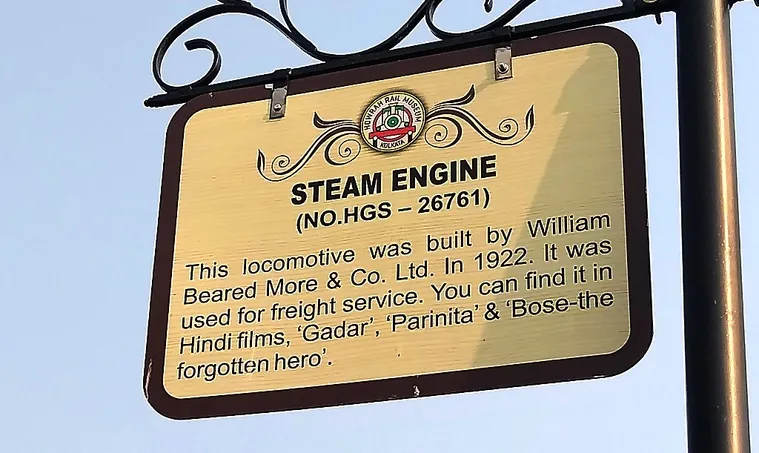 HOWRAH RAIL MUSEUM
KOLKATA
STEAM ENGINE
(NO.HGS – 26761)
This locomotive was built by William
Beared More & Co. Ltd. In 1922. It was
used for freight service. You can find it in
Hindi films, ‘Gadar’, ‘Parinita’ & ‘Bose-the
forgotten hero’.